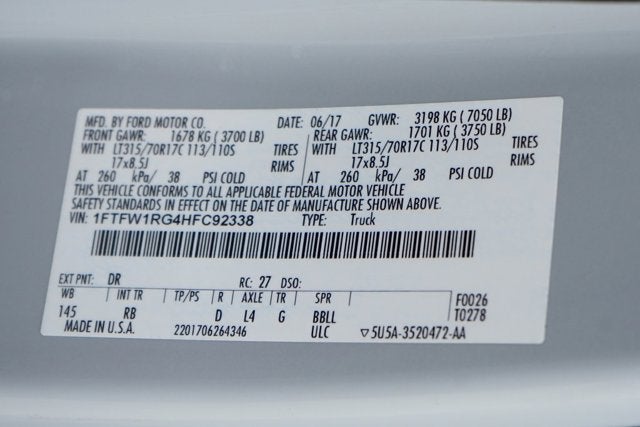 MFD. BY FORD MOTOR CO. DATE: 06/17 GVWR: 3198 KG ( 7050 LB)
FRONT GAWR: 1678 KG ( 3700 LB) REAR GAWR: 1701 KG ( 3750 LB)
WITH LT315/70R17C 113/110S TIRES WITH LT315/70R17C 113/110S TIRES
17x8.5J RIMS 17x8.5J RIMS
AT 260 kPa/ 38 PSI COLD AT 260 kPa/ 38 PSI COLD
THIS VEHICLE CONFORMS TO ALL APPLICABLE FEDERAL MOTOR VEHICLE
SAFETY STANDARDS IN EFFECT ON THE DATE OF MANUFACTURE SHOWN ABOVE.
VIN: 1FTFW1RG4HFC92338 TYPE: Truck
EXT PNT: DR RC: 27 DSO:
WB INT TR TP/PS R AXLE TR SPR F0026
145 RB D L4 G BBLL T0278
MADE IN U.S.A. 2201706264346 ULC ▽5U5A-3520472-AA